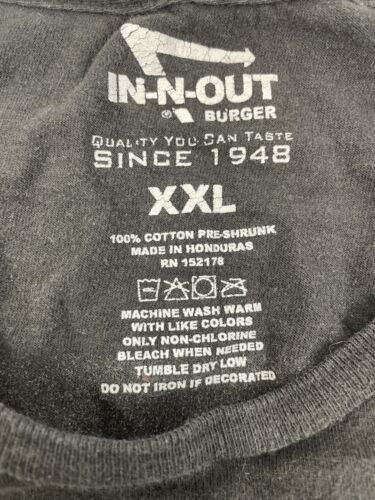 IN-N-OUT
® BURGER
QUALITY YOU CAN TASTE
SINCE 1948
XXL
100% COTTON PRE-SHRUNK
MADE IN HONDURAS
RN 152178
MACHINE WASH WARM
WITH LIKE COLORS
ONLY NON-CHLORINE
BLEACH WHEN NEEDED
TUMBLE DRY LOW
DO NOT IRON IF DECORATED